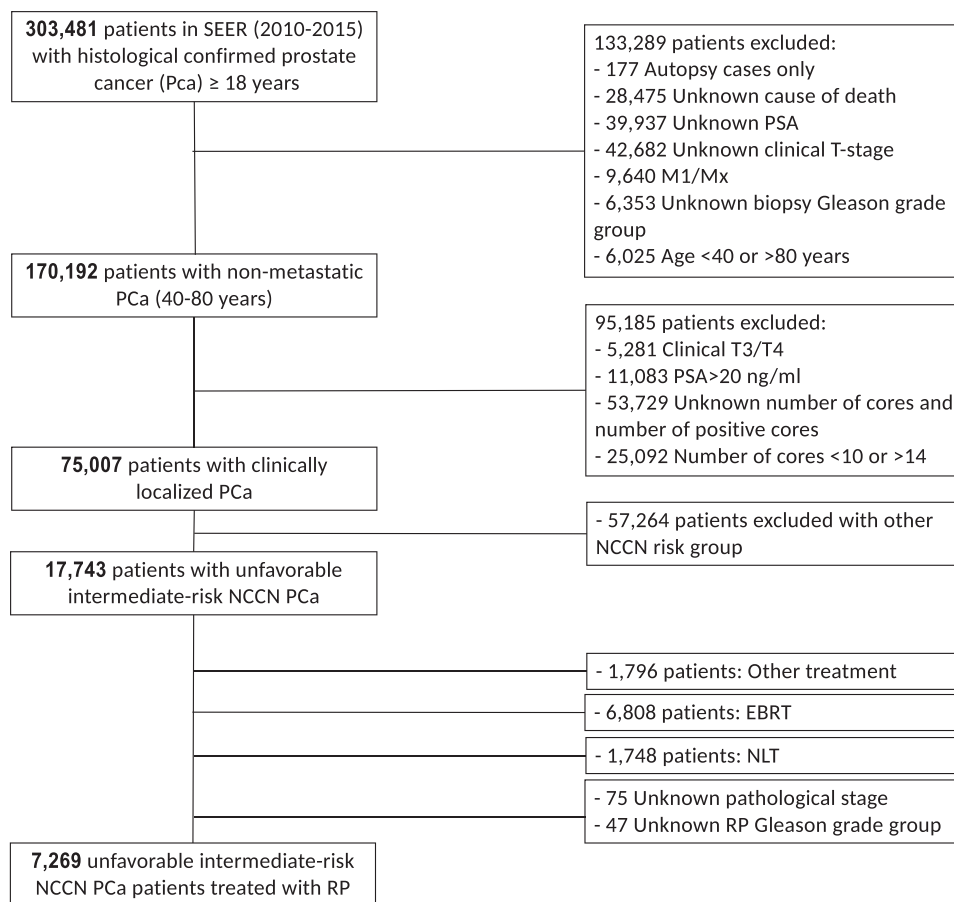 303,481 patients in SEER (2010-2015)
with histological confirmed prostate
cancer (Pca) ≥ 18 years
133,289 patients excluded:
- 177 Autopsy cases only
- 28,475 Unknown cause of death
- 39,937 Unknown PSA
- 42,682 Unknown clinical T-stage
- 9,640 M1/Mx
- 6,353 Unknown biopsy Gleason grade
group
- 6,025 Age <40 or >80 years
170,192 patients with non-metastatic
PCa (40-80 years)
95,185 patients excluded:
- 5,281 Clinical T3/T4
- 11,083 PSA>20 ng/ml
- 53,729 Unknown number of cores and
number of positive cores
- 25,092 Number of cores <10 or >14
75,007 patients with clinically
localized PCa
- 57,264 patients excluded with other
NCCN risk group
17,743 patients with unfavorable
intermediate-risk NCCN PCa
- 1,796 patients: Other treatment
- 6,808 patients: EBRT
- 1,748 patients: NLT
- 75 Unknown pathological stage
- 47 Unknown RP Gleason grade group
7,269 unfavorable intermediate-risk
NCCN PCa patients treated with RP